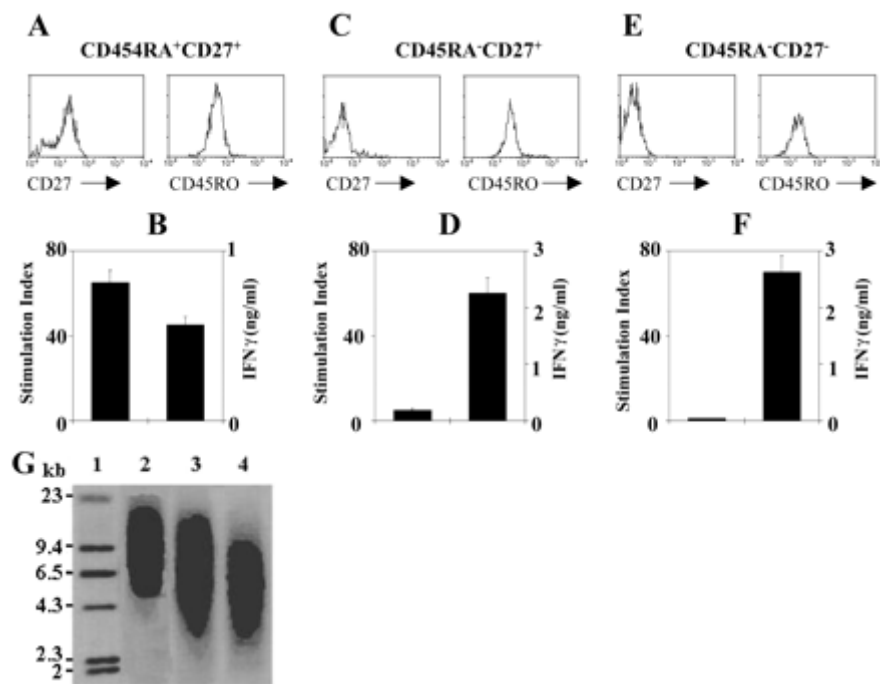 A C E
CD454RA⁺CD27⁺ CD45RA⁻CD27⁺ CD45RA⁻CD27⁻
CD27 CD45RO CD27 CD45RO CD27 CD45RO
B D F
80 1 80 3 80 3
2 2
40 40 40
1 1
0 0 0 0 0 0
Stimulation Index IFNγ(ng/ml) Stimulation Index IFNγ(ng/ml) Stimulation Index IFNγ(ng/ml)
G kb 1 2 3 4
23
9.4
6.5
4.3
2.3
2